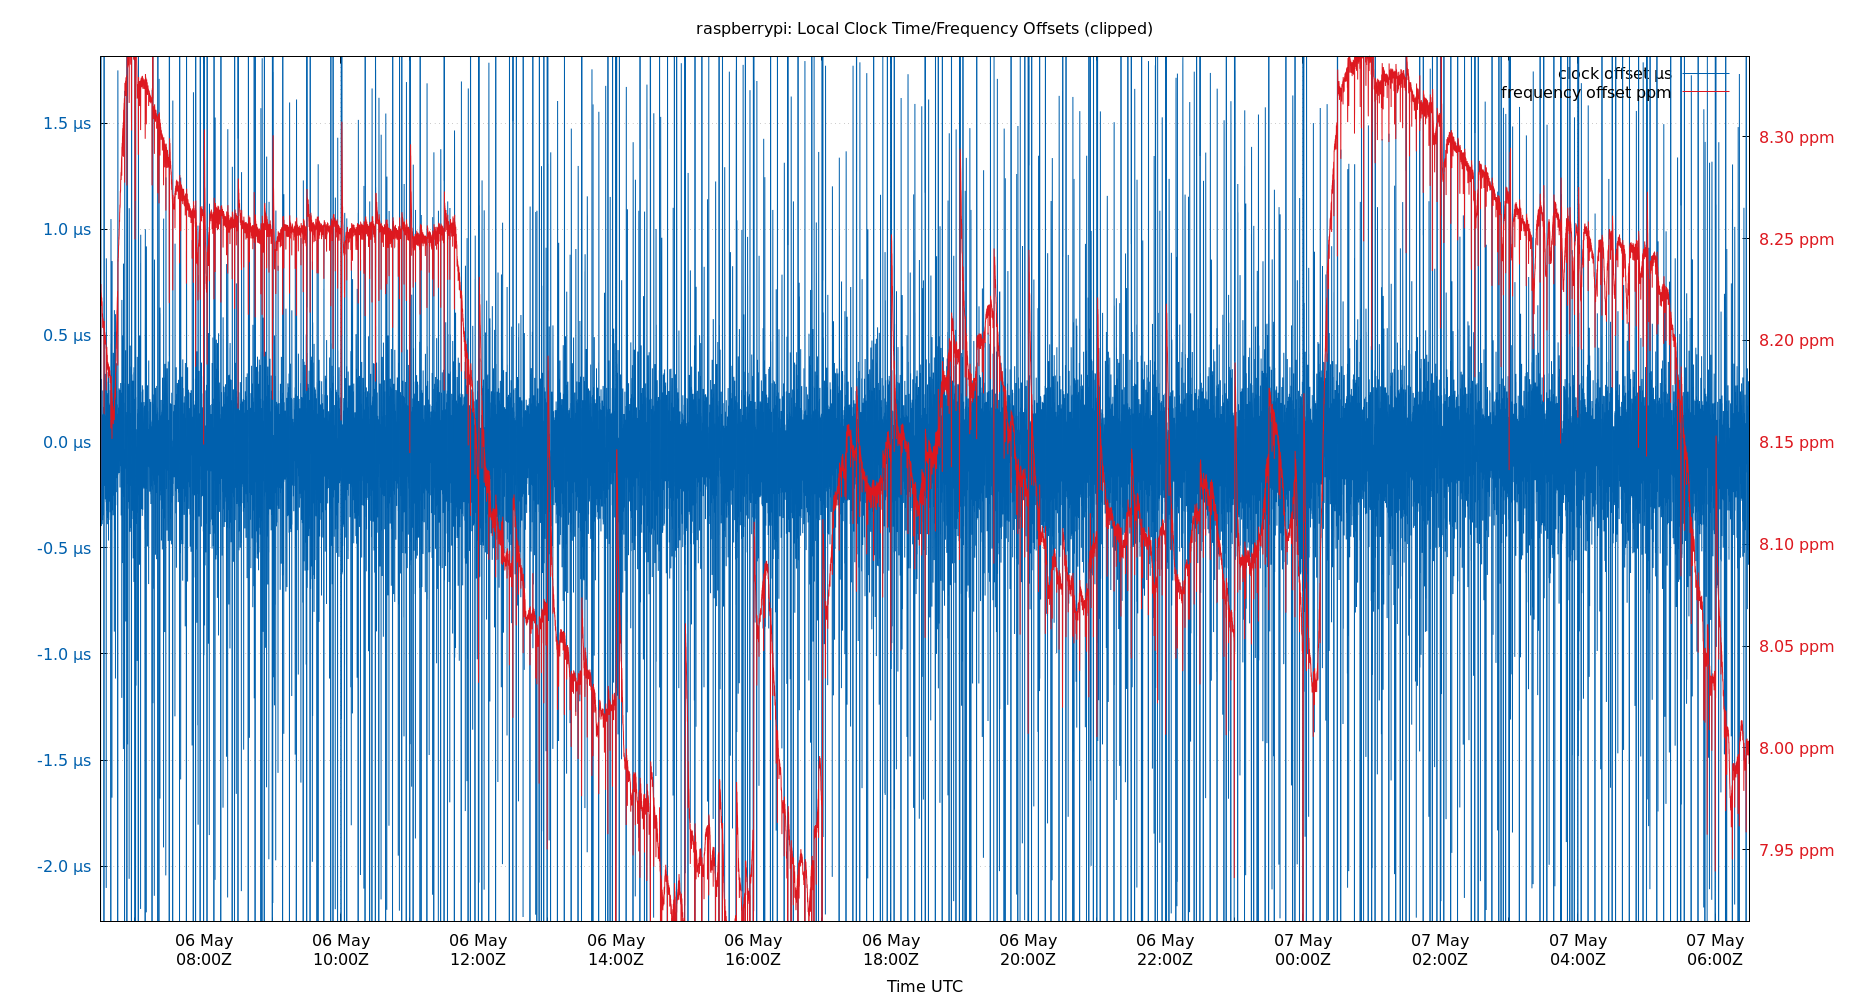 raspberrypi: Local Clock Time/Frequency Offsets (clipped)
clock offset µs
frequency offset ppm
1.5 µs
1.0 µs
0.5 µs
0.0 µs
-0.5 µs
-1.0 µs
-1.5 µs
-2.0 µs
8.30 ppm
8.25 ppm
8.20 ppm
8.15 ppm
8.10 ppm
8.05 ppm
8.00 ppm
7.95 ppm
06 May 06 May 06 May 06 May 06 May 06 May 06 May 06 May 07 May 07 May 07 May 07 May
08:00Z 10:00Z 12:00Z 14:00Z 16:00Z 18:00Z 20:00Z 22:00Z 00:00Z 02:00Z 04:00Z 06:00Z
Time UTC